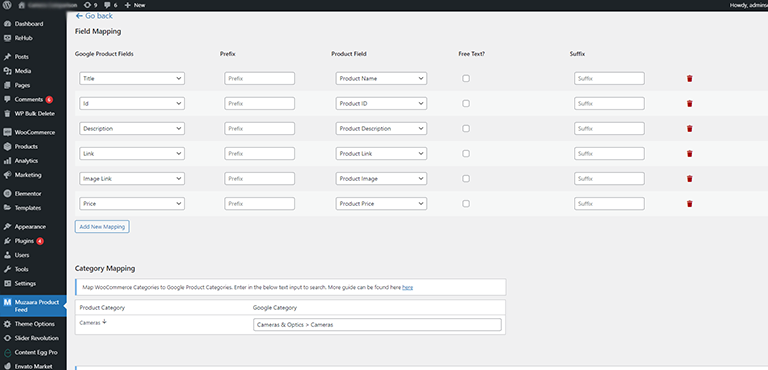 9
6
New
Howdy, admins
Dashboard
ReHub
Posts
Media
Pages
Comments 6
WP Bulk Delete
WooCommerce
Products
Analytics
Marketing
Elementor
Templates
Appearance
Plugins 4
Users
Tools
Settings
Muzaara Product
Feed
Theme Options
Slider Revolution
Content Egg Pro
Envato Market
← Go back
Field Mapping
Google Product Fields Prefix Product Field Free Text? Suffix
Title Prefix Product Name Suffix
Id Prefix Product ID Suffix
Description Prefix Product Description Suffix
Link Prefix Product Link Suffix
Image Link Prefix Product Image Suffix
Price Prefix Product Price Suffix
Add New Mapping
Category Mapping
Map WooCommerce Categories to Google Product Categories. Enter in the below text input to search. More guide can be found here
Product Category Google Category
Cameras ↓ Cameras & Optics > Cameras